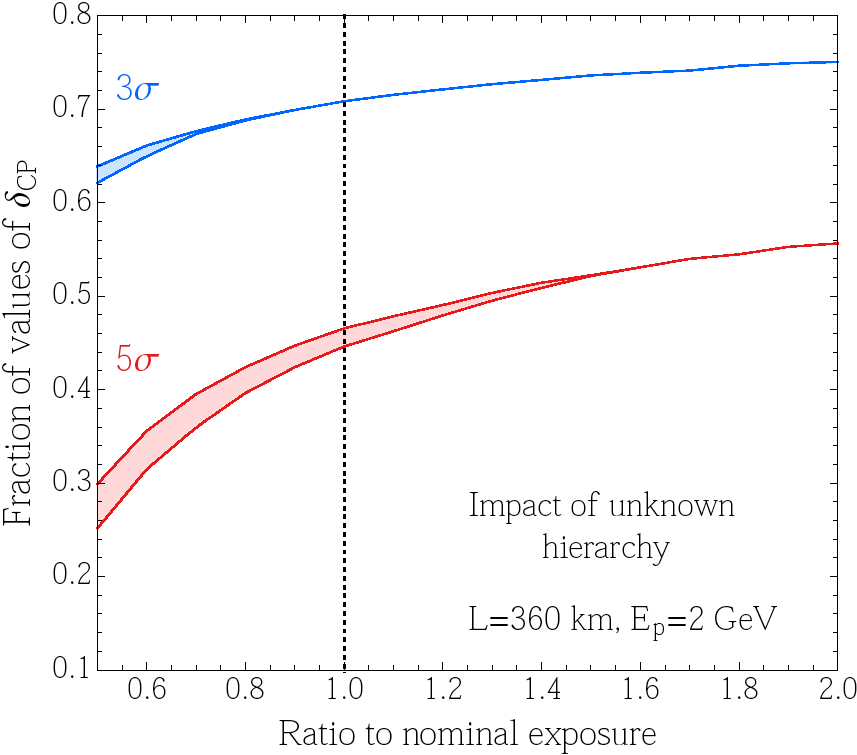 0.8
0.7
0.6
0.5
0.4
0.3
0.2
0.1
Fraction of values of δCP
3σ
5σ
Impact of unknown
hierarchy
L=360 km, Ep=2 GeV
0.6 0.8 1.0 1.2 1.4 1.6 1.8 2.0
Ratio to nominal exposure